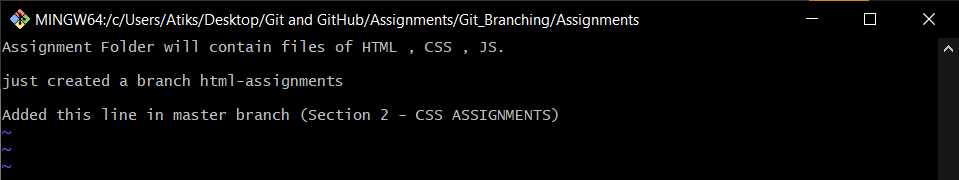 MINGW64:/c/Users/Atiks/Desktop/Git and GitHub/Assignments/Git_Branching/Assignments
Assignment Folder will contain files of HTML , CSS , JS.
just created a branch html-assignments
Added this line in master branch (Section 2 - CSS ASSIGNMENTS)
~
~
~